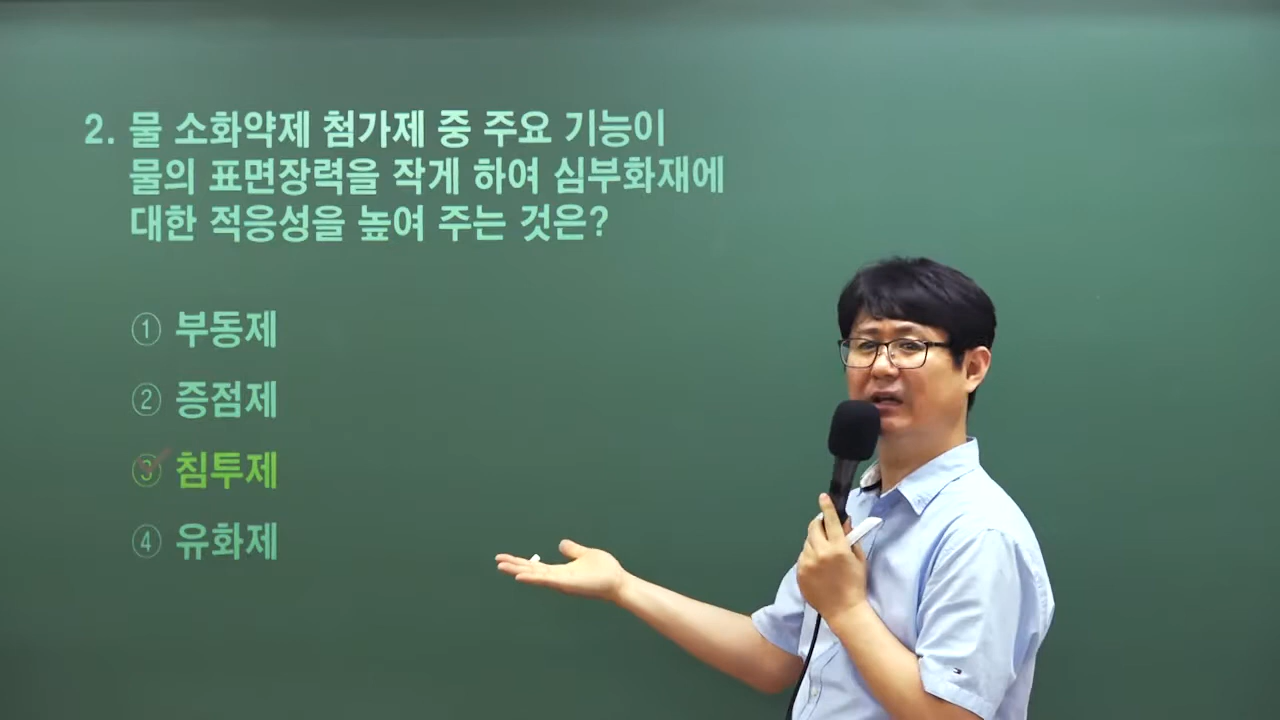 2. 물 소화약제 첨가제 중 주요 기능이
물의 표면장력을 작게 하여 심부화재에
대한 적응성을 높여 주는 것은?
① 부동제
② 증점제
③ 침투제
④ 유화제